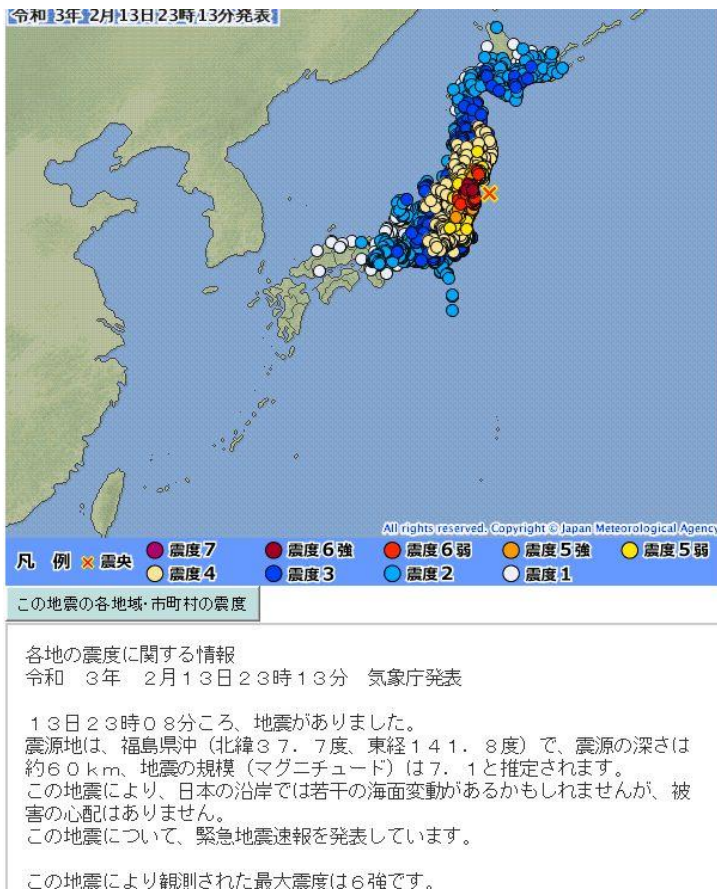 令和 3年 2月13日23時13分発表
All rights reserved. Copyright © Japan Meteorological Agency
凡 例 × 震央 震度7 震度6強 震度6弱 震度5強 震度5弱
震度4 震度3 震度2 震度1
この地震の各地域・市町村の震度
各地の震度に関する情報
令和 3年 2月13日23時13分 気象庁発表
13日23時08分ころ、地震がありました。
震源地は、福島県沖(北緯37.7度、東経141.8度)で、震源の深さは
約60km、地震の規模(マグニチュード)は7.1と推定されます。
この地震により、日本の沿岸では若干の海面変動があるかもしれませんが、被
害の心配はありません。
この地震について、緊急地震速報を発表しています。
この地震により観測された最大震度は6強です。